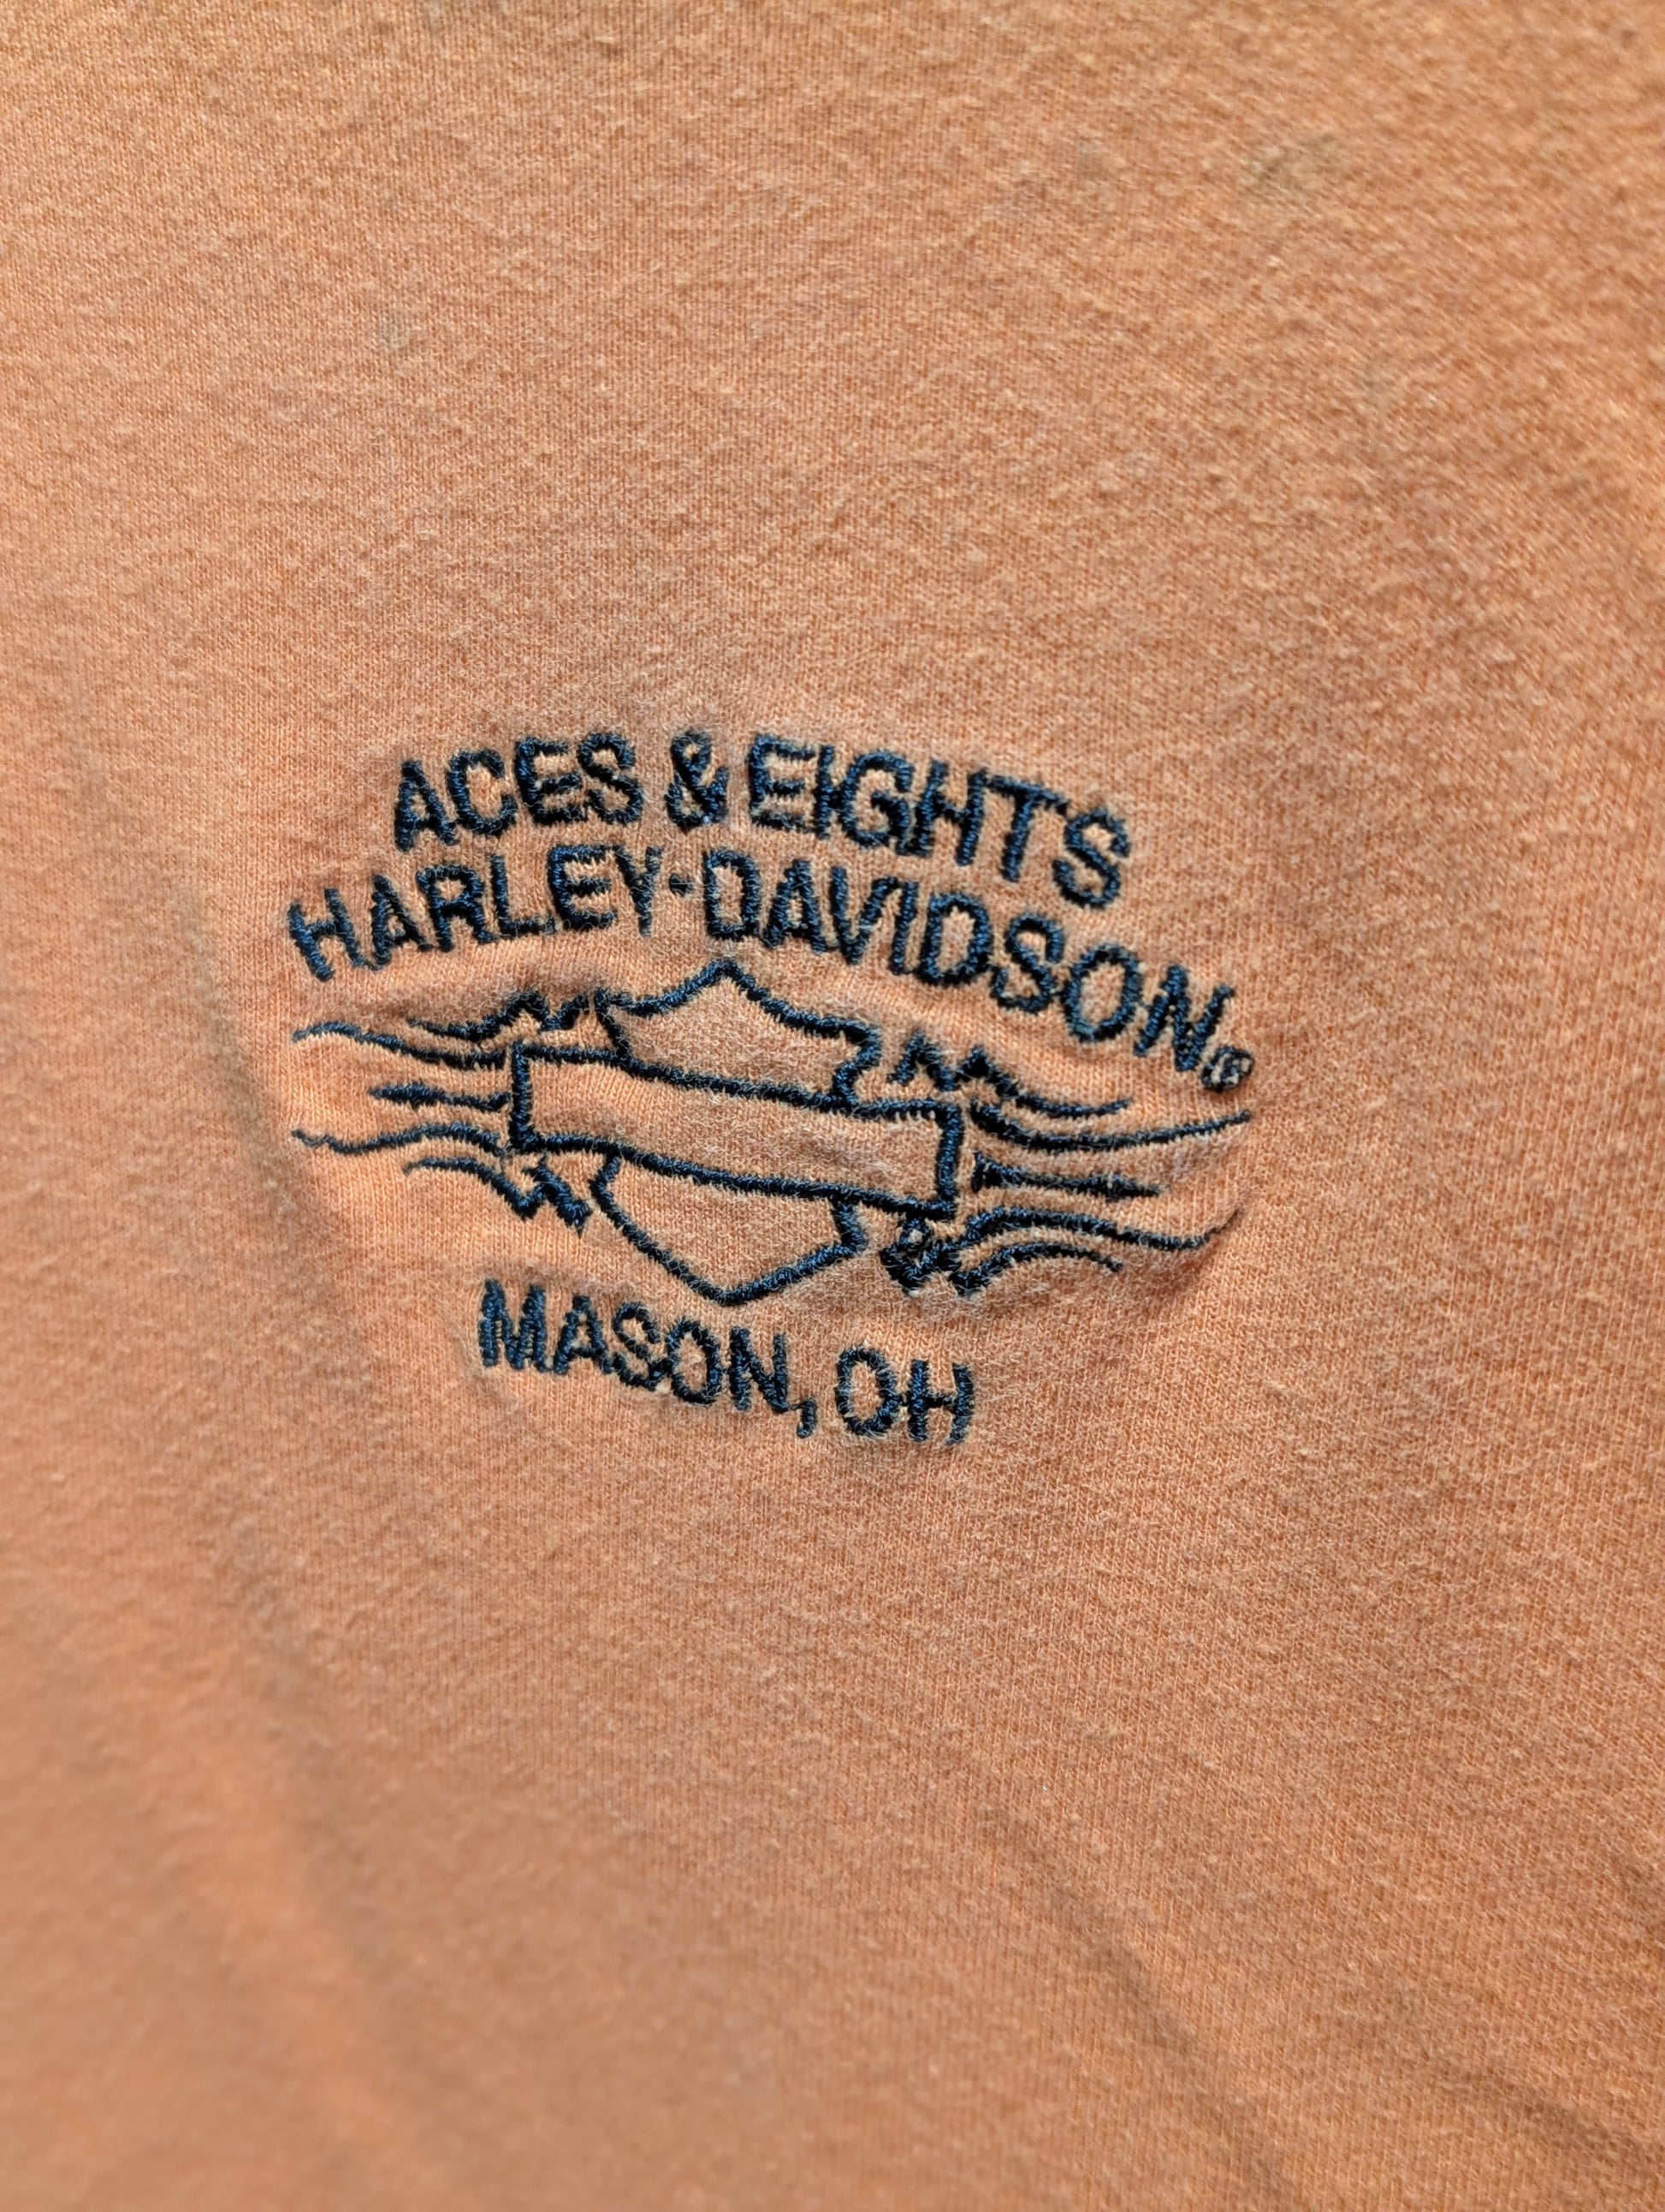 ACES & EIGHTS
HARLEY-DAVIDSON®
MASON, OH